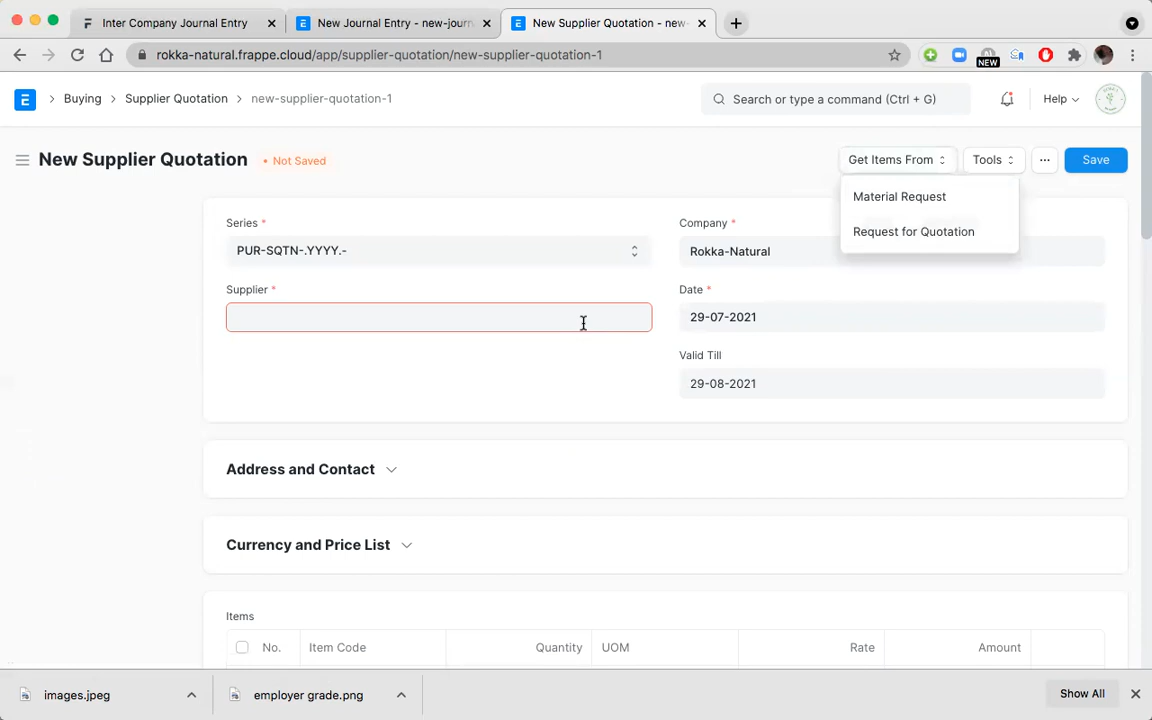 Inter Company Journal Entry
New Journal Entry - new-journ
New Supplier Quotation - new-
rokka-natural.frappe.cloud/app/supplier-quotation/new-supplier-quotation-1
NEW
E
Buying
Supplier Quotation
new-supplier-quotation-1
Search or type a command (Ctrl + G)
Help
New Supplier Quotation
• Not Saved
Get Items From
Tools
...
Save
Material Request
Request for Quotation
Series *
PUR-SQTN-.YYYY.-
Company *
Rokka-Natural
Supplier *
Date *
29-07-2021
Valid Till
29-08-2021
Address and Contact
Currency and Price List
Items
No. Item Code Quantity UOM Rate Amount
images.jpeg
employer grade.png
Show All